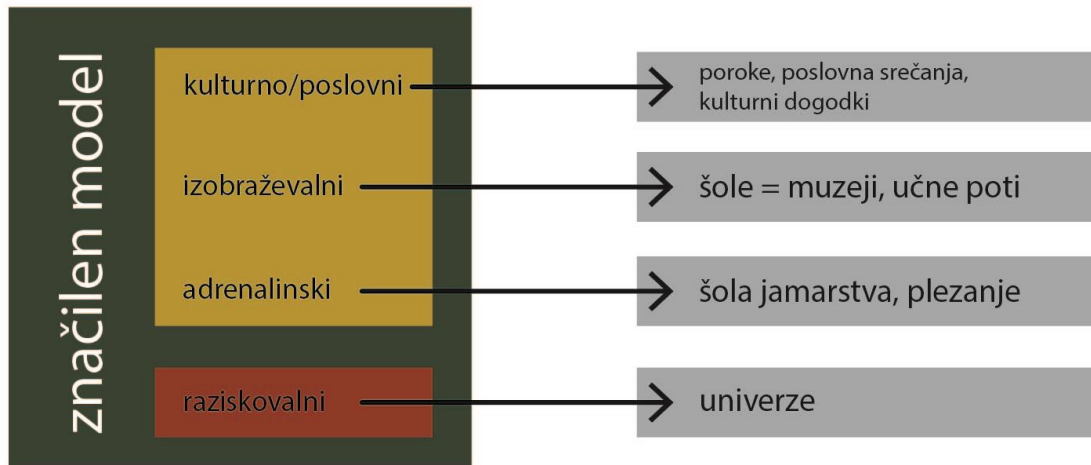 značilen model
kulturno/poslovni
poroke, poslovna srečanja,
kulturni dogodki
izobraževalni
šole = muzeji, učne poti
adrenalinski
šola jamarstva, plezanje
raziskovalni
univerze